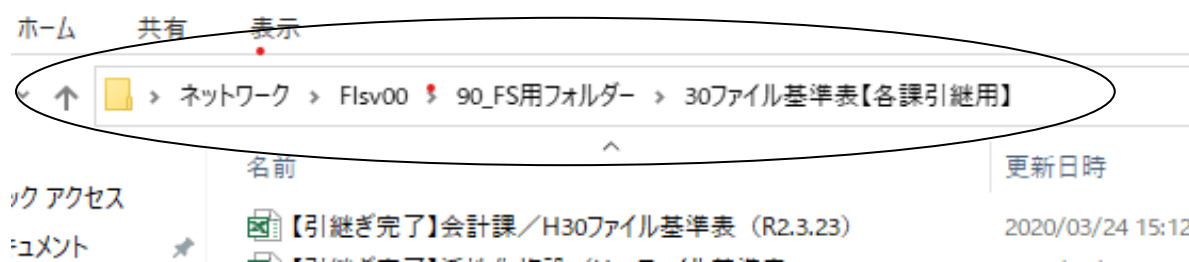 ホーム 共有 表示
ネットワーク > Flsv00 > 90_FS用フォルダー > 30ファイル基準表【各課引継用】
名前 更新日時
ック アクセス
【引継ぎ完了】会計課／H30ファイル基準表（R2.3.23） 2020/03/24 15:12
キュメント